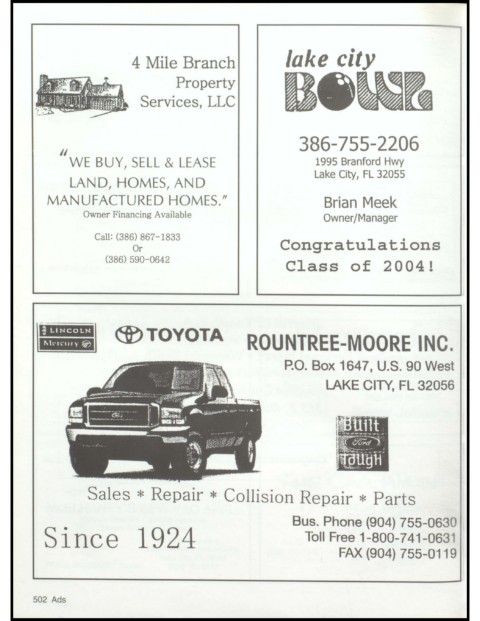 4 Mile Branch
Property
Services, LLC
"WE BUY, SELL & LEASE
LAND, HOMES, AND
MANUFACTURED HOMES."
Owner Financing Available
Call: (386) 867-1833
Or
(386) 590-0642
lake city
BOWL
386-755-2206
1995 Branford Hwy
Lake City, FL 32055
Brian Meek
Owner/Manager
Congratulations
Class of 2004!
LINCOLN
Mercury
TOYOTA
ROUNTREE-MOORE INC.
P.O. Box 1647, U.S. 90 West
LAKE CITY, FL 32056
Built
Ford
Tough
Ford
Sales * Repair * Collision Repair * Parts
Since 1924
Bus. Phone (904) 755-0630
Toll Free 1-800-741-0631
FAX (904) 755-0119
502 Ads